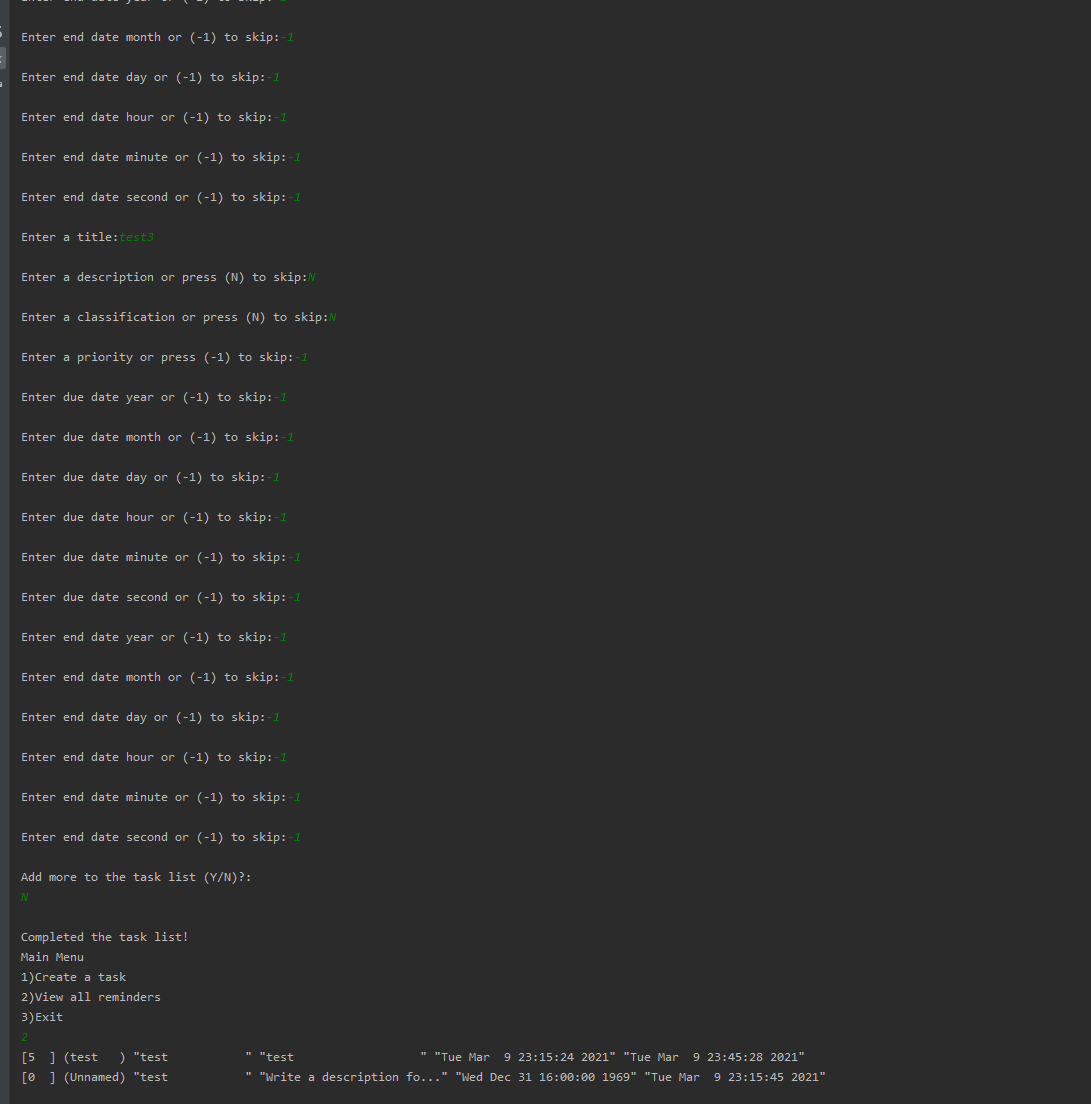 Enter end date year or (-1) to skip:-1
Enter end date month or (-1) to skip:-1
Enter end date day or (-1) to skip:-1
Enter end date hour or (-1) to skip:-1
Enter end date minute or (-1) to skip:-1
Enter end date second or (-1) to skip:-1
Enter a title:test3
Enter a description or press (N) to skip:N
Enter a classification or press (N) to skip:N
Enter a priority or press (-1) to skip:-1
Enter due date year or (-1) to skip:-1
Enter due date month or (-1) to skip:-1
Enter due date day or (-1) to skip:-1
Enter due date hour or (-1) to skip:-1
Enter due date minute or (-1) to skip:-1
Enter due date second or (-1) to skip:-1
Enter end date year or (-1) to skip:-1
Enter end date month or (-1) to skip:-1
Enter end date day or (-1) to skip:-1
Enter end date hour or (-1) to skip:-1
Enter end date minute or (-1) to skip:-1
Enter end date second or (-1) to skip:-1
Add more to the task list (Y/N)?:
N
Completed the task list!
Main Menu
1)Create a task
2)View all reminders
3)Exit
2
[5  ] (test   ) "test           " "test                  " "Tue Mar  9 23:15:24 2021" "Tue Mar  9 23:45:28 2021"
[0  ] (Unnamed) "test           " "Write a description fo..." "Wed Dec 31 16:00:00 1969" "Tue Mar  9 23:15:45 2021"